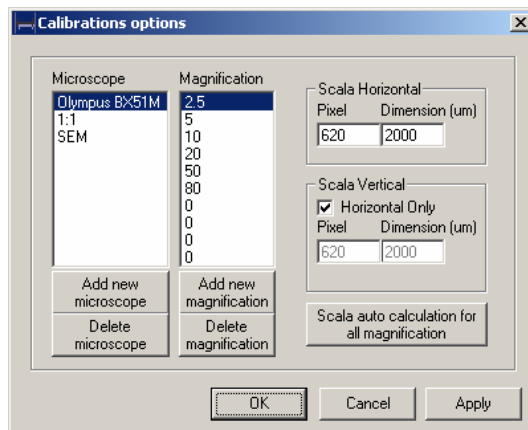 Calibrations options
Microscope
Olympus BX51M
1:1
SEM
Add new
microscope
Delete
microscope
Magnification
2.5
5
10
20
50
80
0
0
0
0
Add new
magnification
Delete
magnification
Scala Horizontal
Pixel Dimension (um)
620 2000
Scala Vertical
Horizontal Only
Pixel Dimension (um)
620 2000
Scala auto calculation for
all magnification
OK Cancel Apply